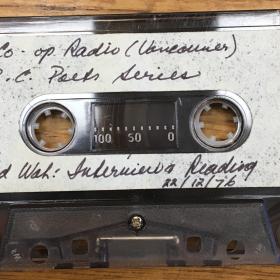 Co-op Radio (Vancouver)
B.C. Poets Series
100 50 0
d Wah: Interview & Reading
22/12/76